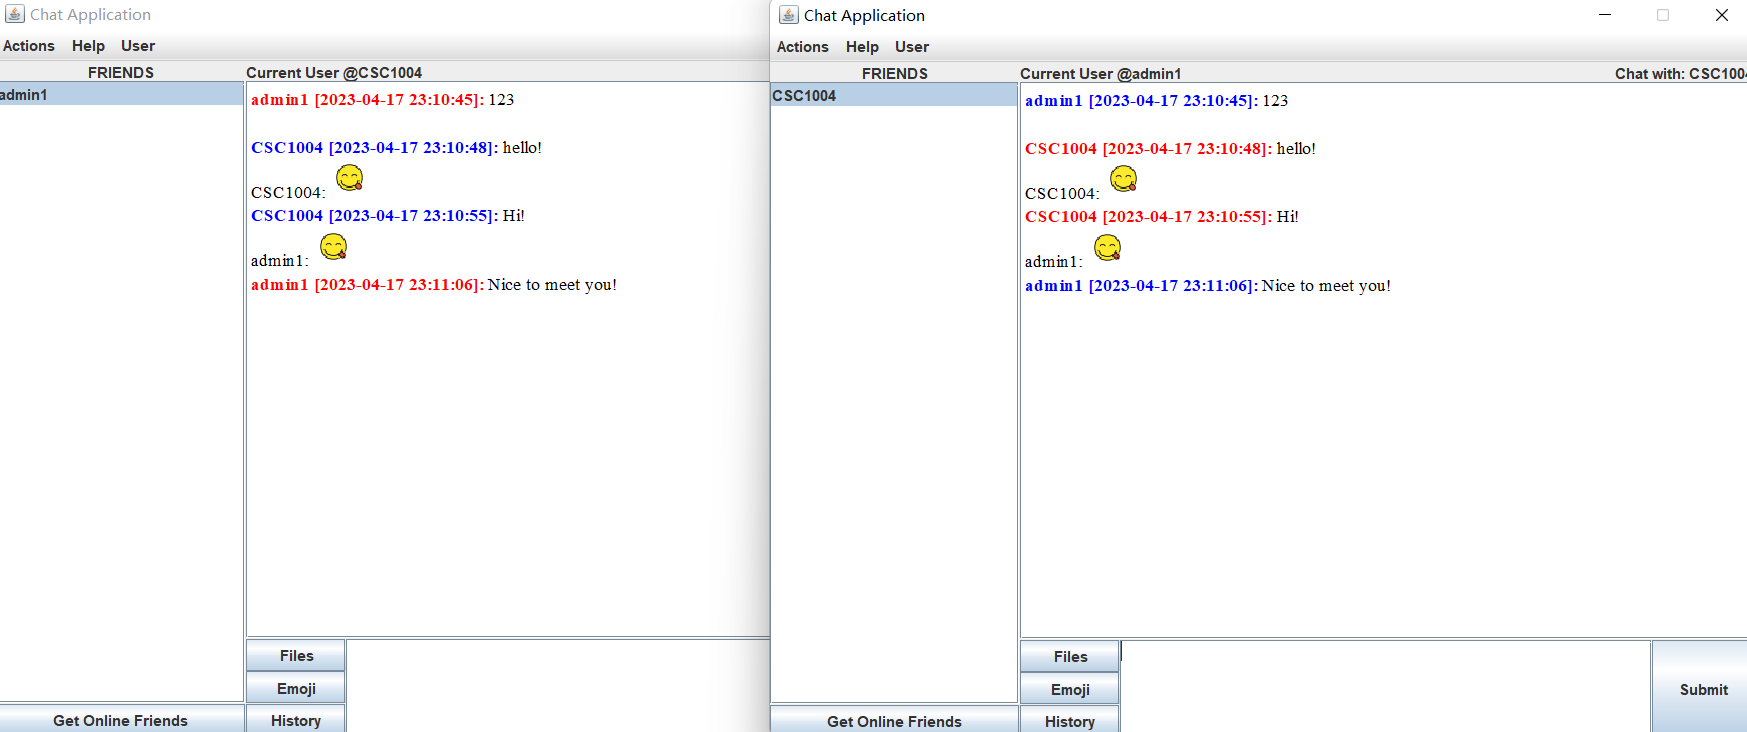 Chat Application
Actions Help User
FRIENDS
Current User @CSC1004
admin1
admin1 [2023-04-17 23:10:45]: 123
CSC1004 [2023-04-17 23:10:48]: hello!
CSC1004:
CSC1004 [2023-04-17 23:10:55]: Hi!
admin1:
admin1 [2023-04-17 23:11:06]: Nice to meet you!
Files
Emoji
Get Online Friends
History
Chat Application
Actions Help User
FRIENDS
Current User @admin1
Chat with: CSC1004
CSC1004
admin1 [2023-04-17 23:10:45]: 123
CSC1004 [2023-04-17 23:10:48]: hello!
CSC1004:
CSC1004 [2023-04-17 23:10:55]: Hi!
admin1:
admin1 [2023-04-17 23:11:06]: Nice to meet you!
Files
Emoji
Submit
Get Online Friends
History